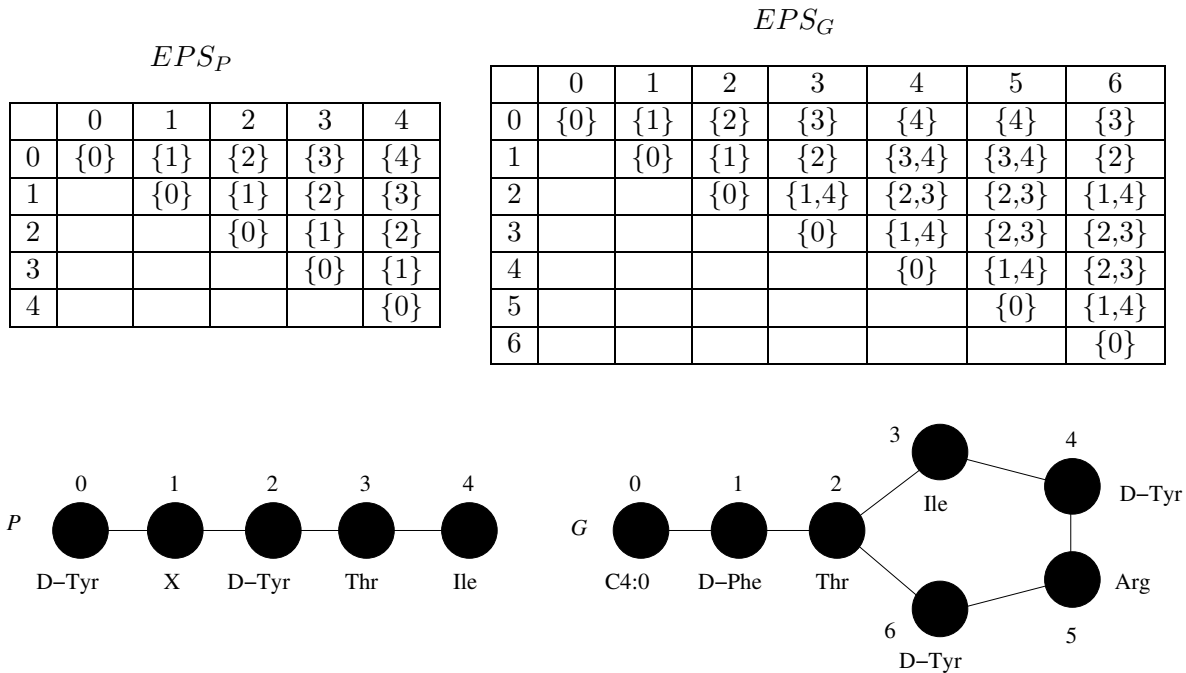 EPS_P
0 1 2 3 4
0 {0} {1} {2} {3} {4}
1 {0} {1} {2} {3}
2 {0} {1} {2}
3 {0} {1}
4 {0}
EPS_G
0 1 2 3 4 5 6
0 {0} {1} {2} {3} {4} {4} {3}
1 {0} {1} {2} {3,4} {3,4} {2}
2 {0} {1,4} {2,3} {2,3} {1,4}
3 {0} {1,4} {2,3} {2,3}
4 {0} {1,4} {2,3}
5 {0} {1,4}
6 {0}
0 1 2 3 4
P
D–Tyr X D–Tyr Thr Ile
0 1 2 3 4
G
C4:0 D–Phe Thr Ile D–Tyr
Arg
6 5
D–Tyr